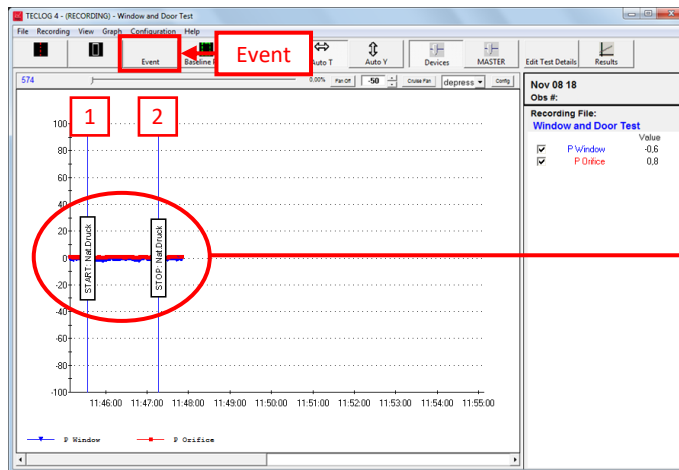 TECLOG 4 - (RECORDING) - Window and Door Test
File Recording View Graph Configuration Help
Event
Baseline
Event
Auto T
Auto Y
Devices
MASTER
Edit Test Details
Results
574
0.00%
Fan Off
-50
Cruise Fan
depress
Config
Nov 08 18
Obs #:
Recording File:
Window and Door Test
Value
P Window -0,6
P Orifice 0,8
1
2
100
80
60
40
20
0
-20
-40
-60
-80
-100
START: Nat.Druck
STOP: Nat.Druck
11:46:00 11:47:00 11:48:00 11:49:00 11:50:00 11:51:00 11:52:00 11:53:00 11:54:00 11:55:00
P Window
P Orifice